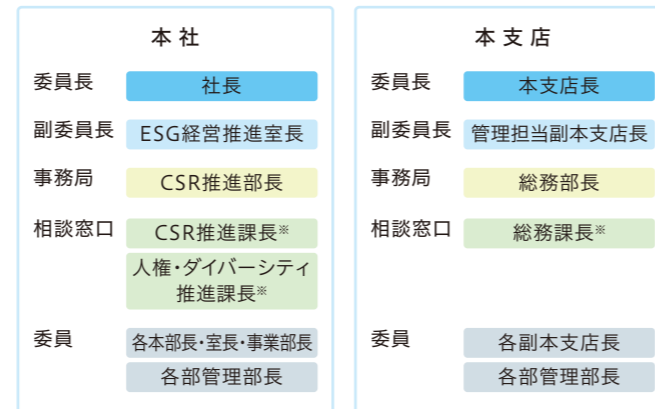 本社
委員長 社長
副委員長 ESG経営推進室長
事務局 CSR推進部長
相談窓口 CSR推進課長※
人権・ダイバーシティ
推進課長※
委員 各本部長・室長・事業部長
各部管理部長
本支店
委員長 本支店長
副委員長 管理担当副本支店長
事務局 総務部長
相談窓口 総務課長※
委員 各副本支店長
各部管理部長